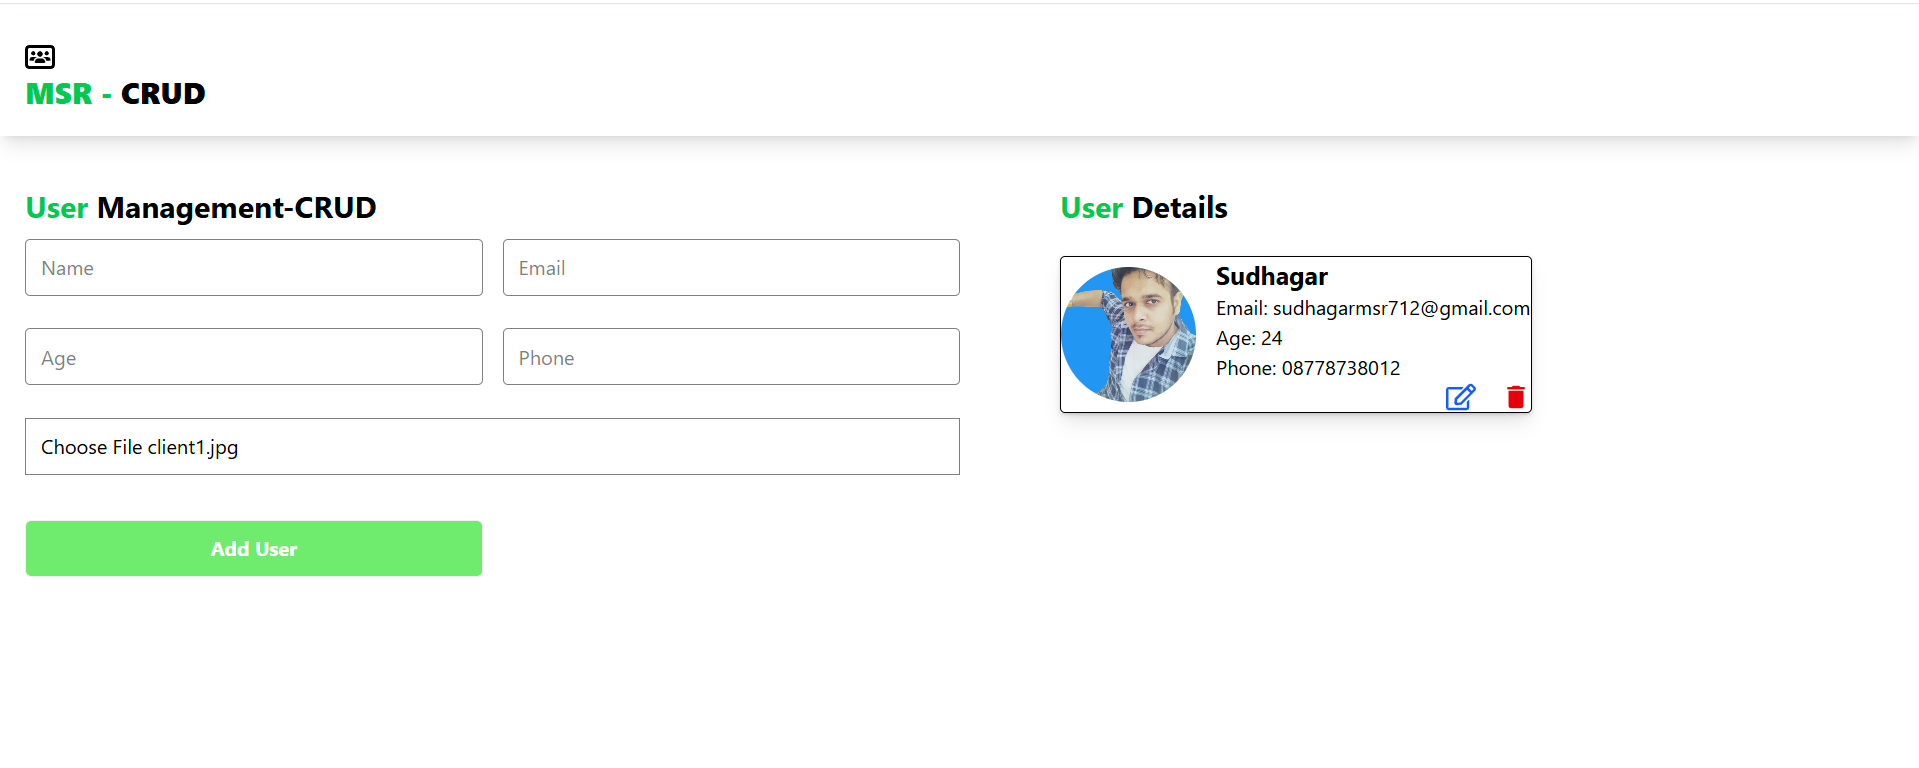 MSR - CRUD
User Management-CRUD
Name
Email
Age
Phone
Choose File client1.jpg
Add User
User Details
Sudhagar
Email: sudhagarmsr712@gmail.com
Age: 24
Phone: 08778738012